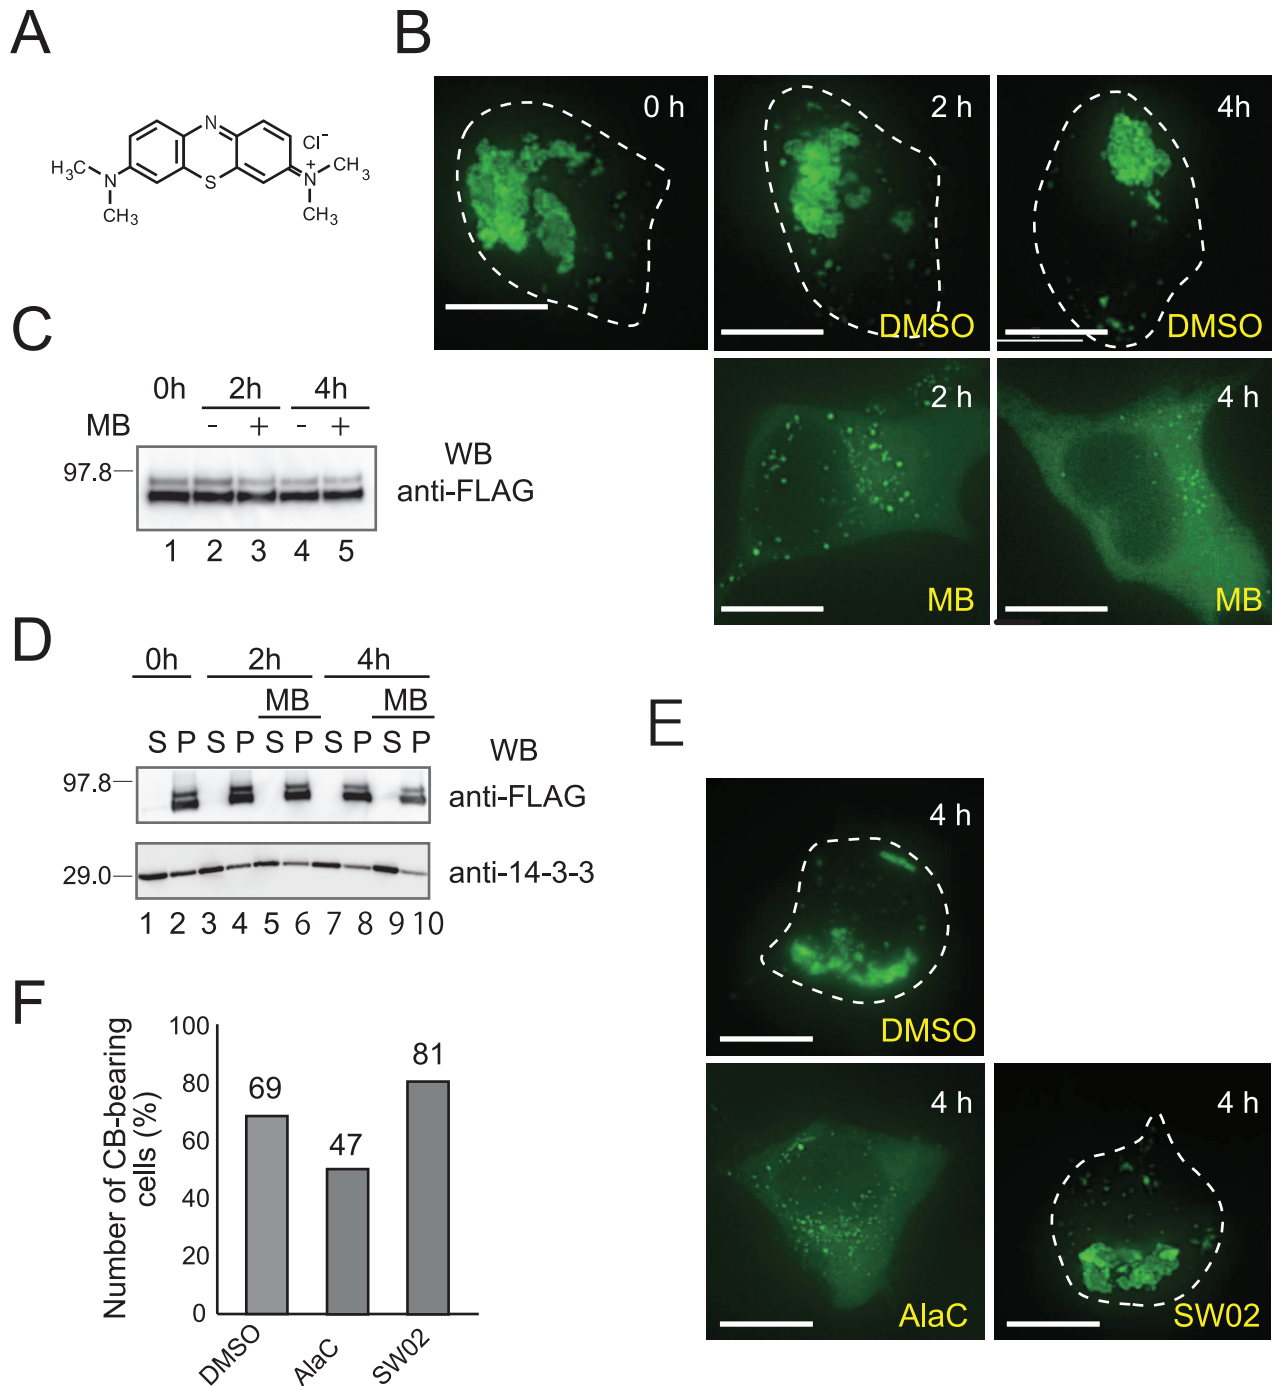 A
N
Cl⁻
H₃C
N
S
+
N
CH₃
CH₃
CH₃
B
0 h
2 h
DMSO
4h
DMSO
2 h
MB
4 h
MB
C
0h 2h 4h
MB - + - +
97.8
WB
anti-FLAG
1 2 3 4 5
D
0h 2h 4h
MB MB
S P S P S P S P S P
WB
97.8
anti-FLAG
29.0
anti-14-3-3
1 2 3 4 5 6 7 8 9 10
E
4 h
DMSO
4 h
AlaC
4 h
SW02
F
Number of CB-bearing
cells (%)
100
80
60
40
20
0
69
47
81
DMSO
AlaC
SW02